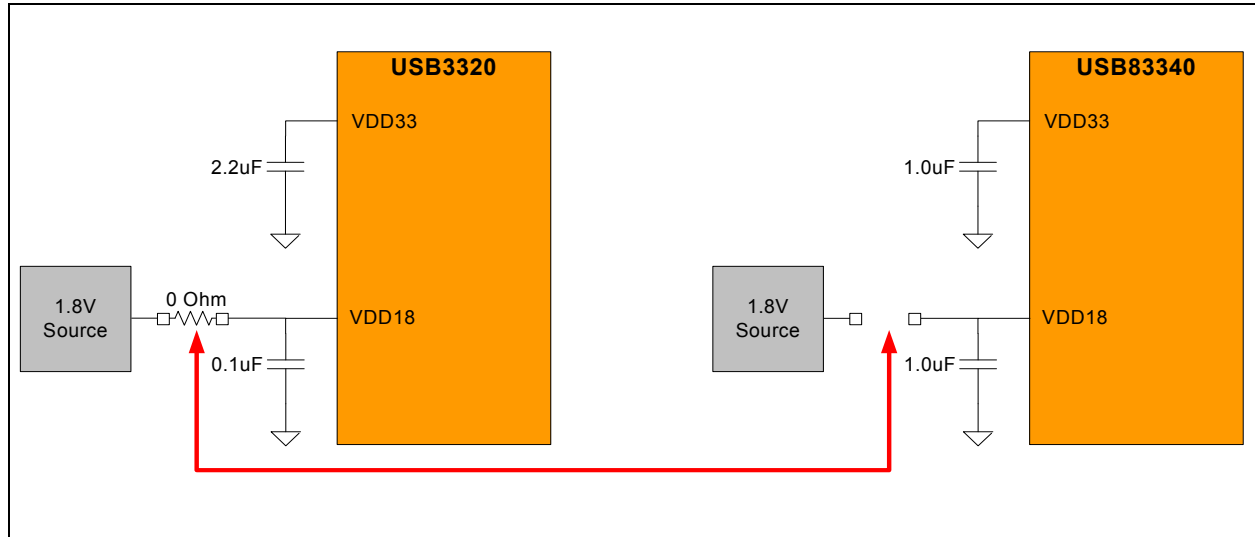 USB3320
VDD33
2.2uF
1.8V
Source
0 Ohm
VDD18
0.1uF
USB83340
VDD33
1.0uF
1.8V
Source
VDD18
1.0uF